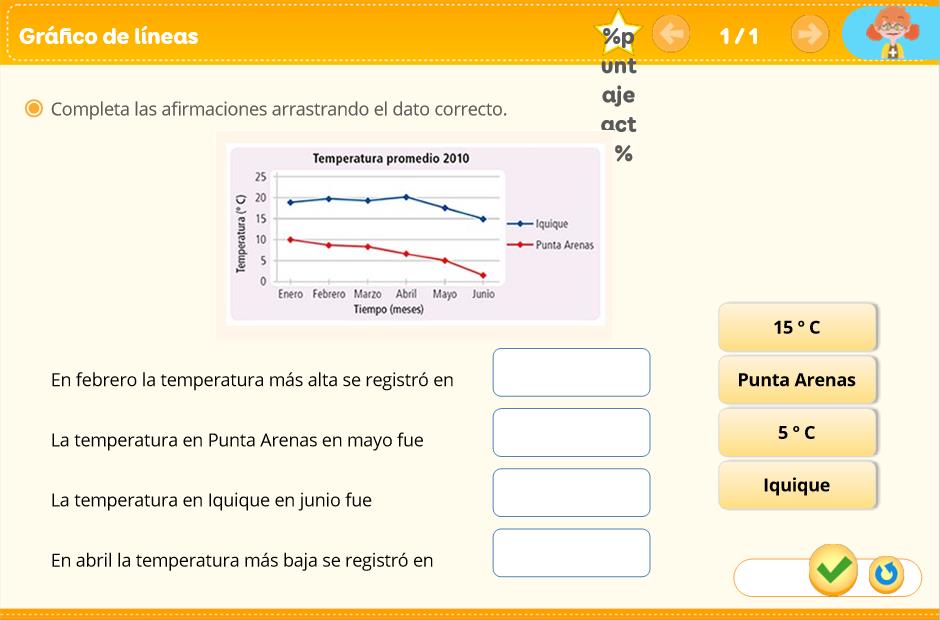 Gráfico de líneas
%p
unt
aje
act
%
1 / 1
Completa las afirmaciones arrastrando el dato correcto.
Temperatura promedio 2010
Temperatura (° C)
25
20
15
10
5
0
Enero Febrero Marzo Abril Mayo Junio
Tiempo (meses)
Iquique
Punta Arenas
En febrero la temperatura más alta se registró en
La temperatura en Punta Arenas en mayo fue
La temperatura en Iquique en junio fue
En abril la temperatura más baja se registró en
15 º C
Punta Arenas
5 º C
Iquique